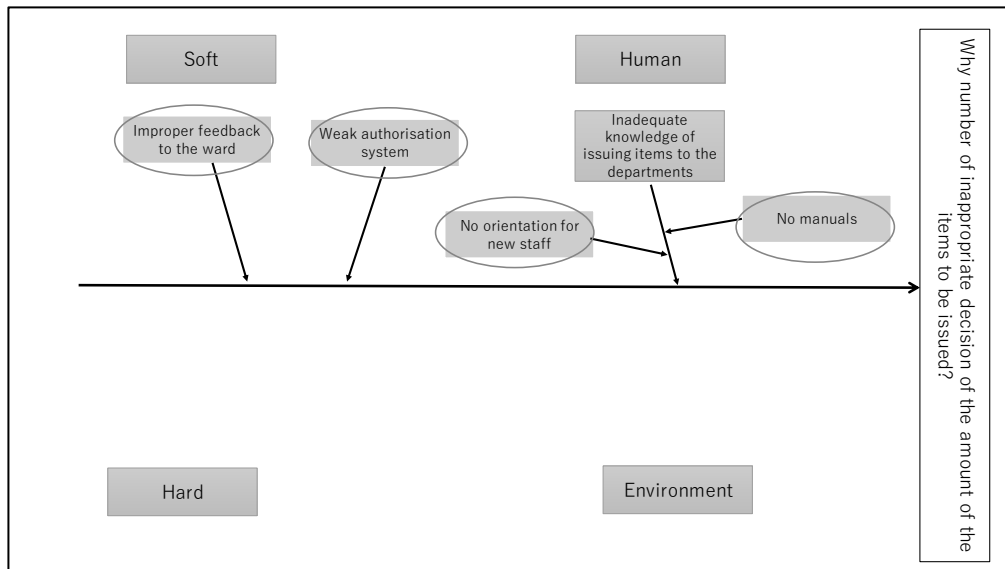 Soft
Human
Improper feedback
to the ward
Weak authorisation
system
Inadequate
knowledge of
issuing items to the
departments
No orientation for
new staff
No manuals
Hard
Environment
Why number of inappropriate decision of the amount of the
items to be issued?